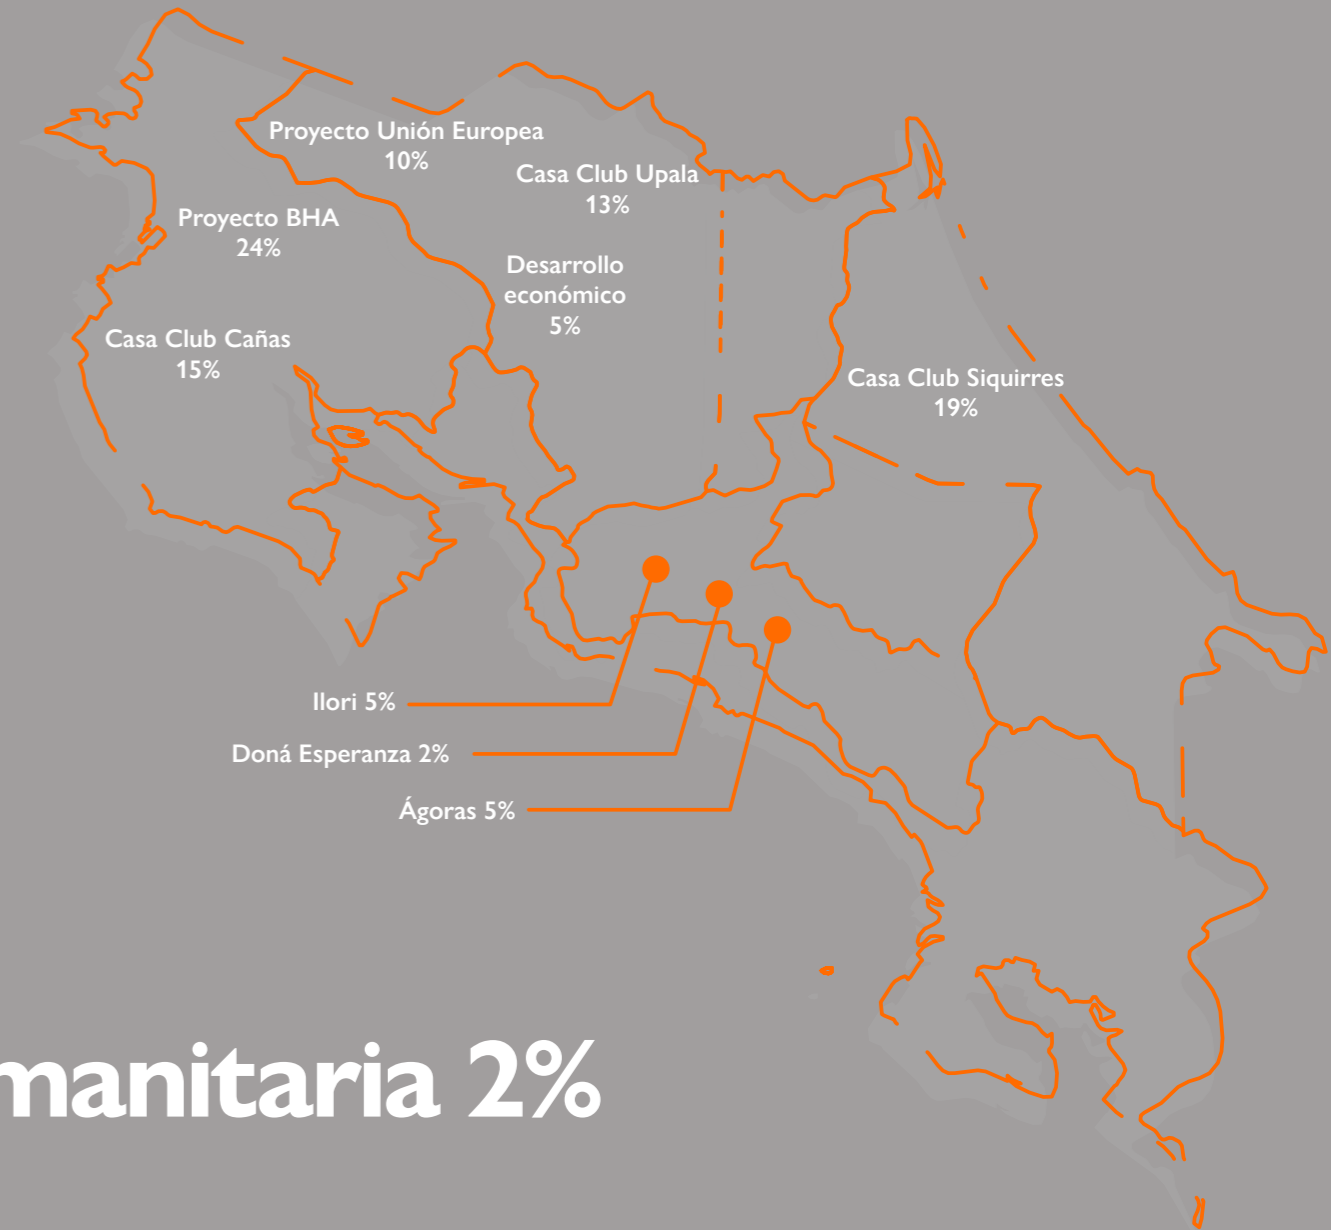 Proyecto Unión Europea
10%
Casa Club Upala
13%
Proyecto BHA
24%
Desarrollo
económico
5%
Casa Club Cañas
15%
Casa Club Siquirres
19%
Ilori 5%
Doná Esperanza 2%
Ágoras 5%
manitaria 2%